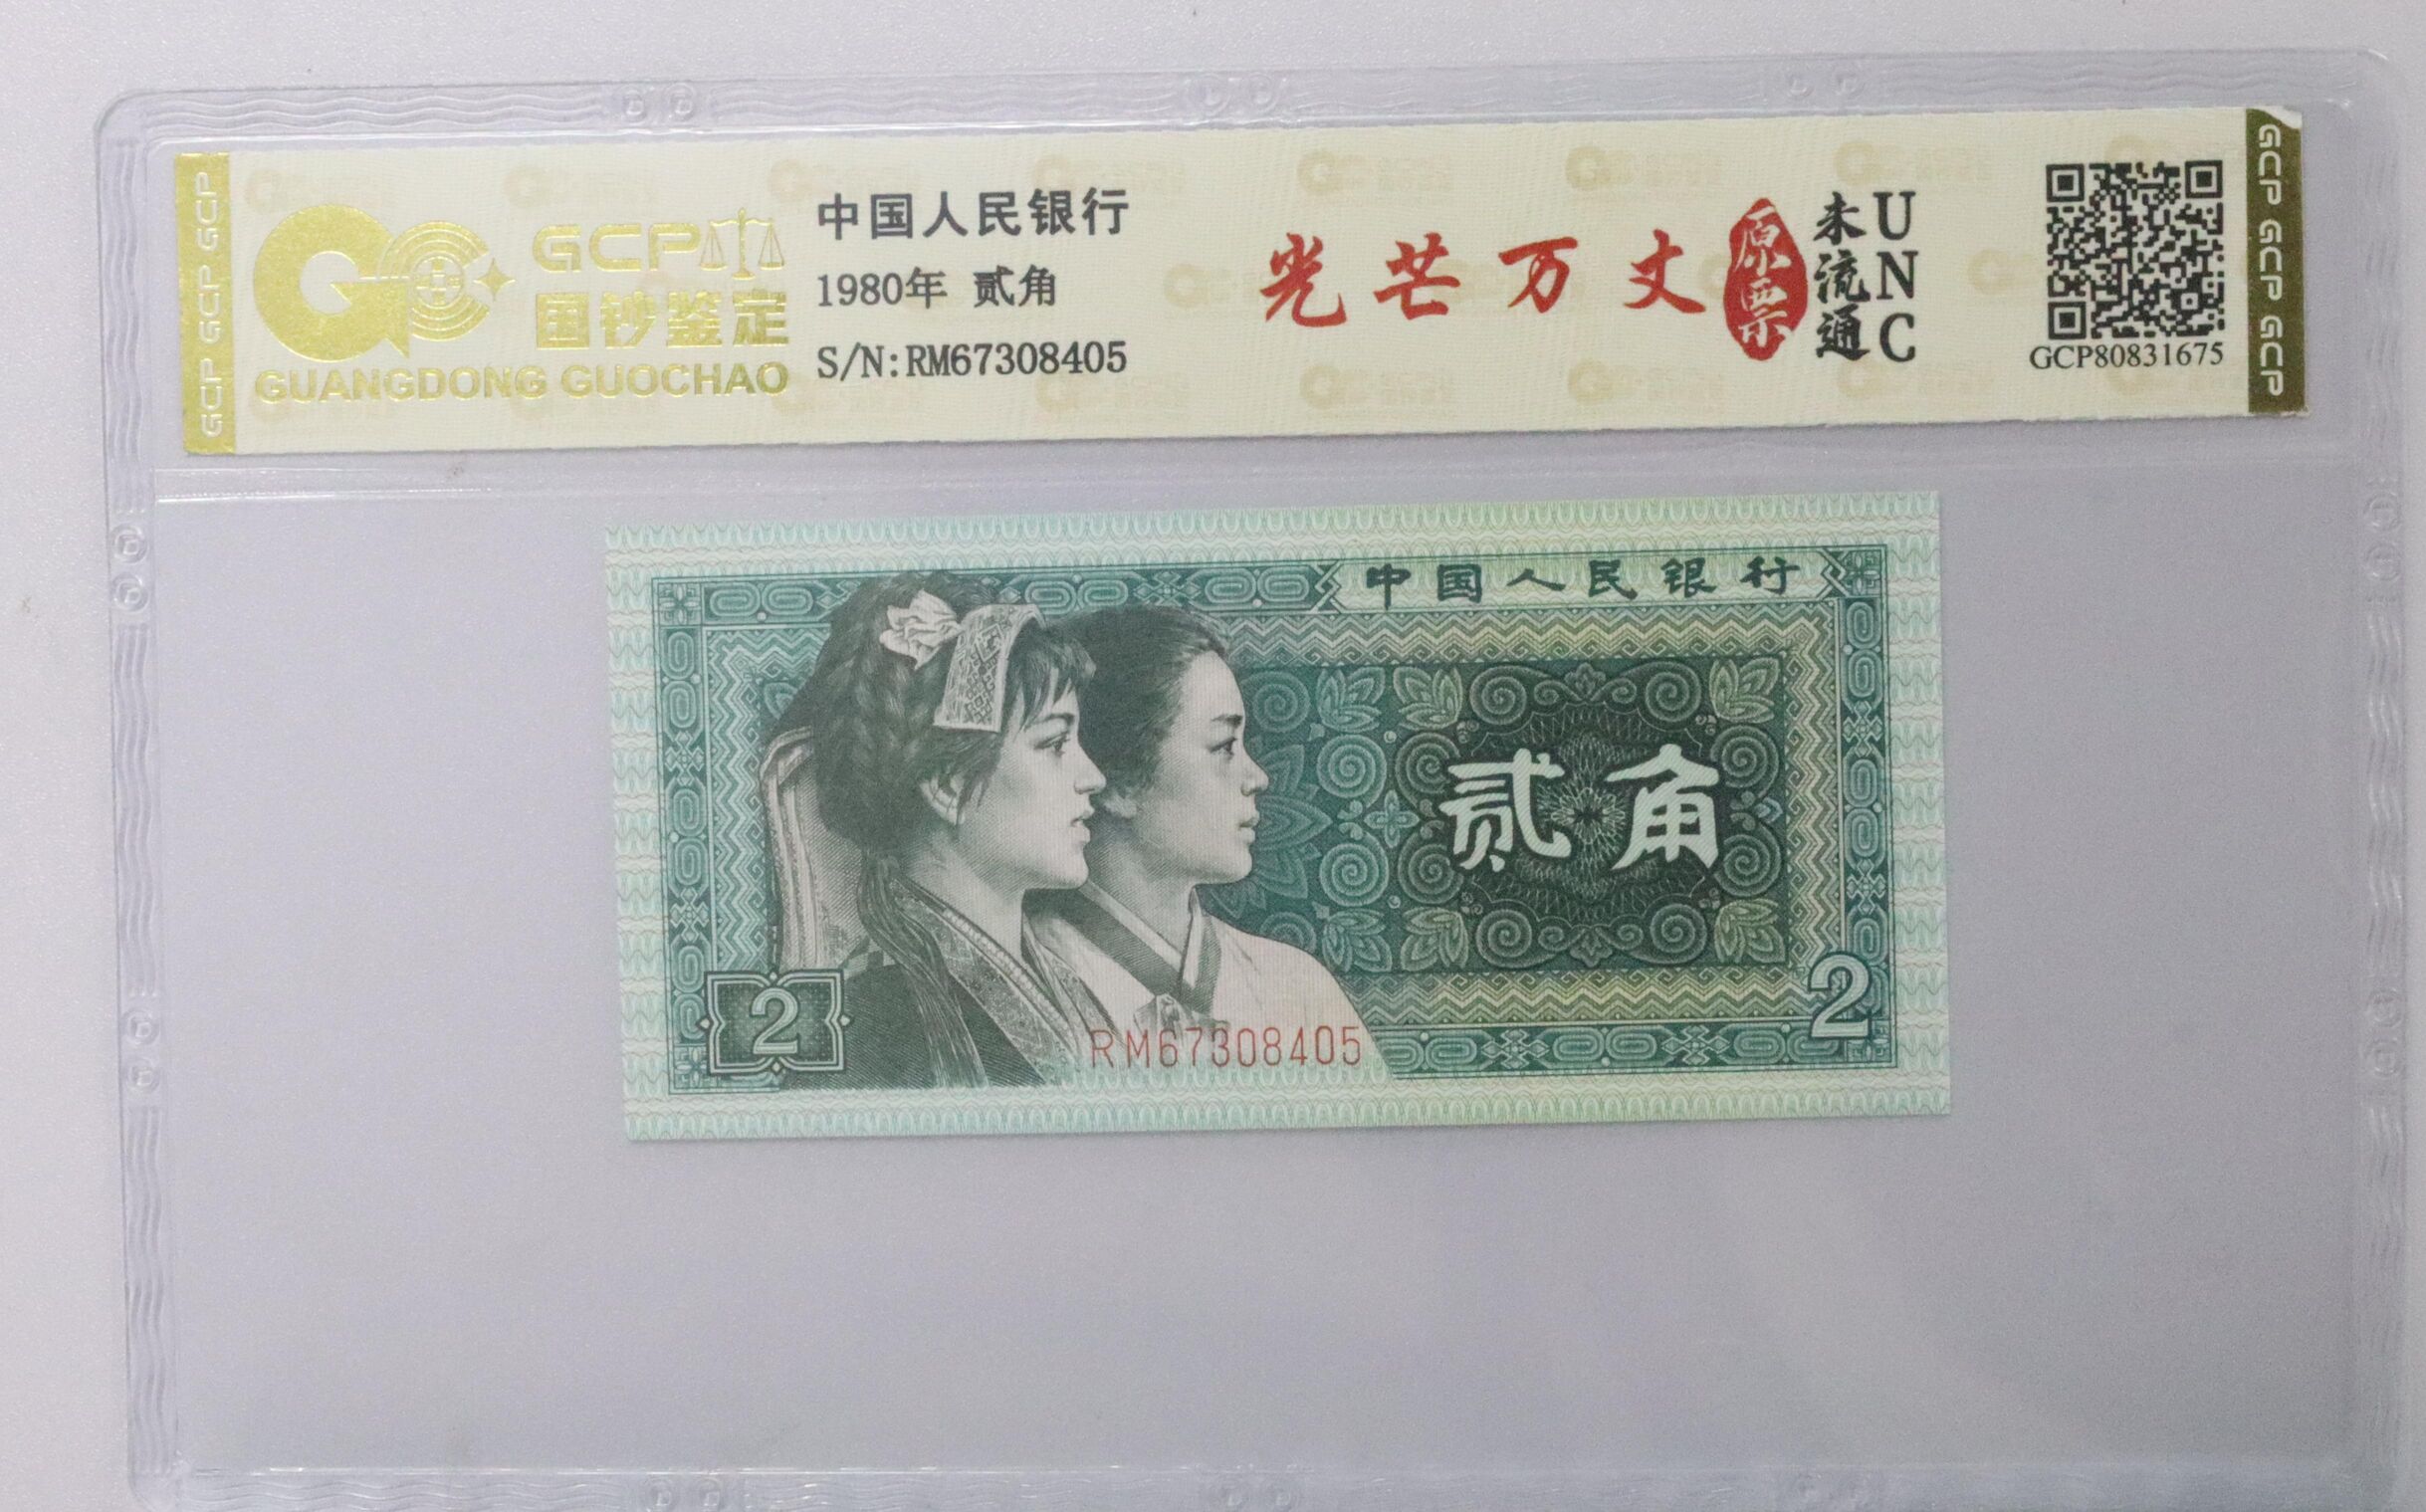 GCP GCP GCP
GCP
国钞鉴定
GUANGDONG GUOCHAO
中国人民银行
1980年 贰角
S/N:RM67308405
光芒万丈
原票
未流通
UNC
GCP80831675
GCP GCP GCP
中国人民银行
贰角
2
2
RM67308405